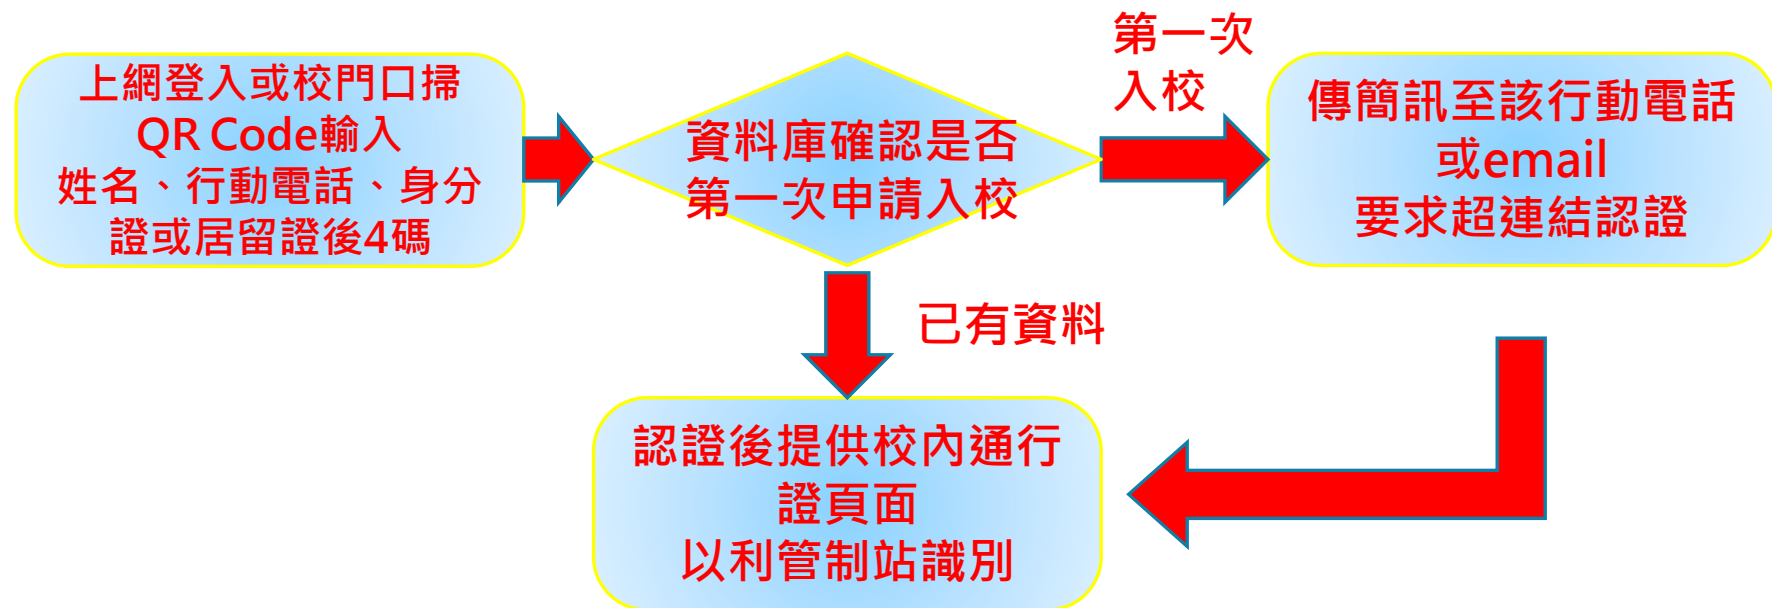 上網登入或校門口掃
QR Code輸入
姓名、行動電話、身分
證或居留證後4碼
資料庫確認是否
第一次申請入校
第一次
入校
傳簡訊至該行動電話
或email
要求超連結認證
已有資料
認證後提供校內通行
證頁面
以利管制站識別